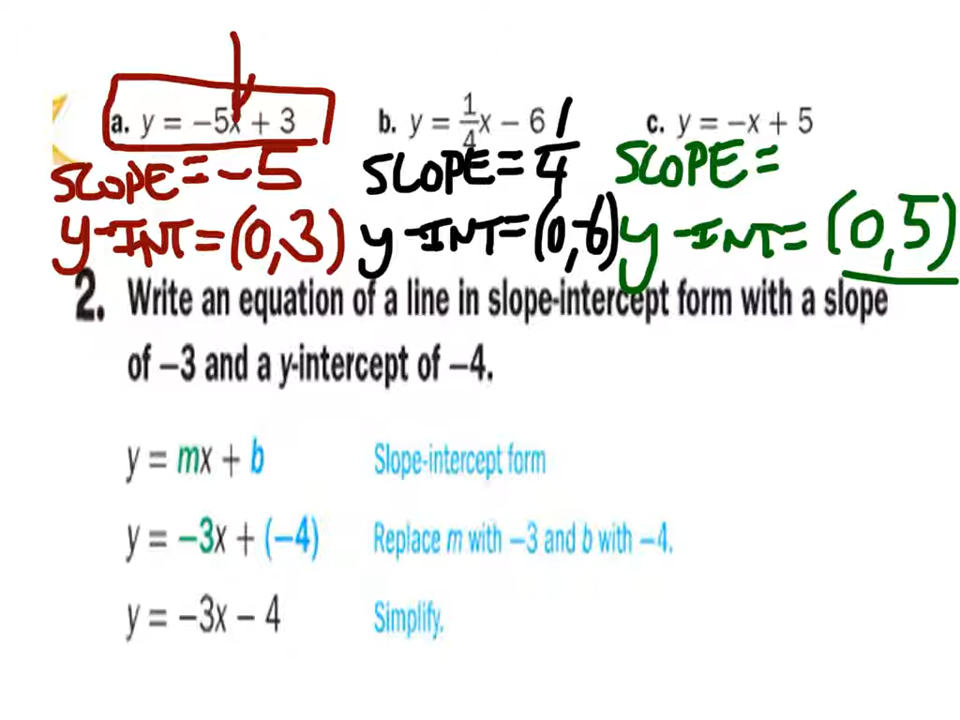 a. y = −5x + 3 b. y = 1/4 x − 6 c. y = −x + 5
SLOPE = −5 SLOPE = 1/4 SLOPE =
y-INT = (0,3) y-INT = (0,-6) y-INT = (0,5)
2. Write an equation of a line in slope-intercept form with a slope
of −3 and a y-intercept of −4.
y = mx + b Slope-intercept form
y = −3x + (−4) Replace m with −3 and b with −4.
y = −3x − 4 Simplify.